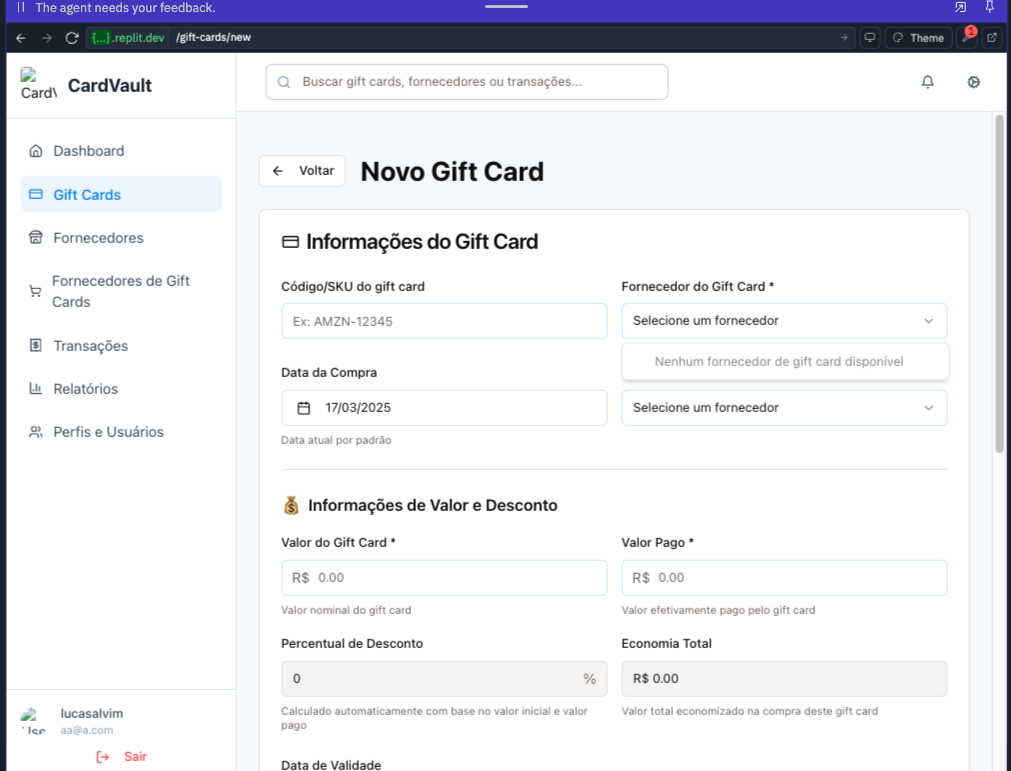 The agent needs your feedback.
{...}.replit.dev /gift-cards/new
Theme
1
CardVault
Buscar gift cards, fornecedores ou transações...
Dashboard
Gift Cards
Fornecedores
Fornecedores de Gift
Cards
Transações
Relatórios
Perfis e Usuários
lucasalvim
aa@a.com
Sair
Voltar
Novo Gift Card
Informações do Gift Card
Código/SKU do gift card
Ex: AMZN-12345
Fornecedor do Gift Card *
Selecione um fornecedor
Nenhum fornecedor de gift card disponível
Data da Compra
17/03/2025
Data atual por padrão
Selecione um fornecedor
Informações de Valor e Desconto
Valor do Gift Card *
R$ 0.00
Valor nominal do gift card
Valor Pago *
R$ 0.00
Valor efetivamente pago pelo gift card
Percentual de Desconto
0 %
Calculado automaticamente com base no valor inicial e valor
pago
Economia Total
R$ 0.00
Valor total economizado na compra deste gift card
Data de Validade